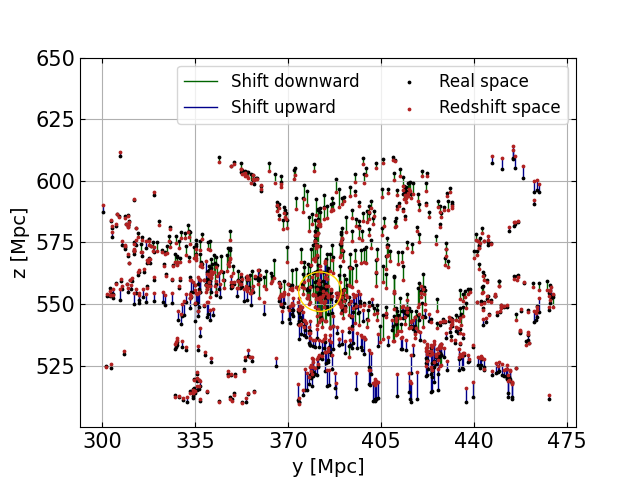 650
625
600
575
550
525
z [Mpc]
Shift downward
Shift upward
Real space
Redshift space
300 335 370 405 440 475
y [Mpc]